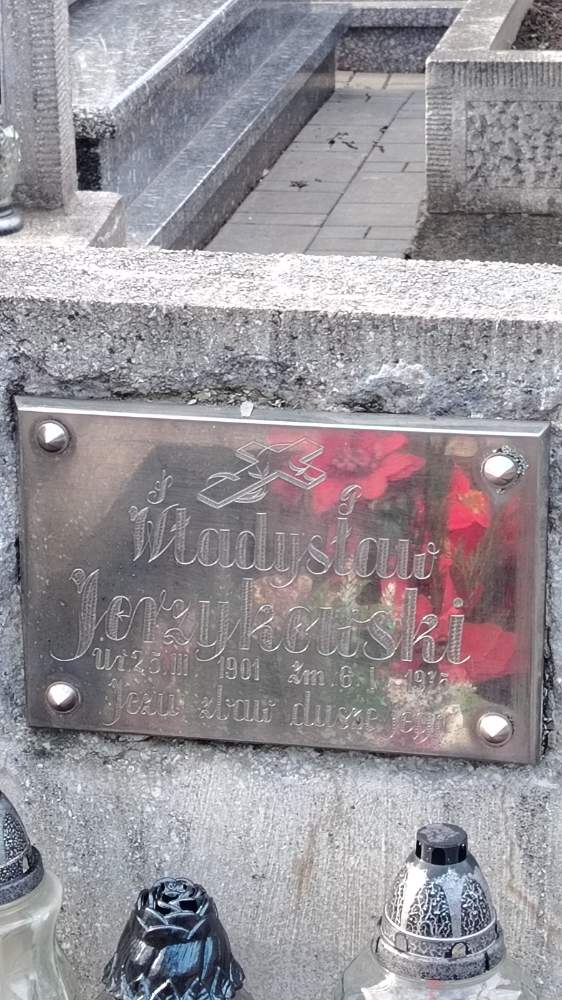 Ś P
Władysław
Jerzykowski
Ur. 25. III 1901 Zm. 6. I.
Jezu zbaw duszę jego